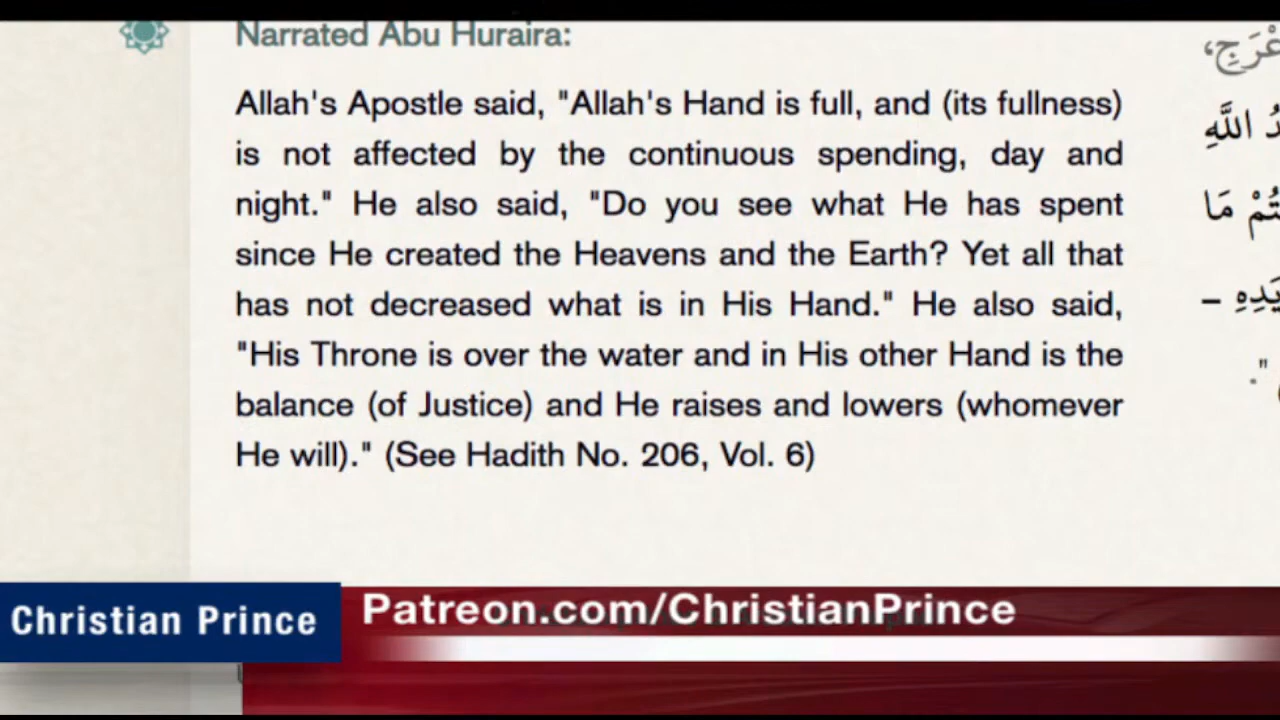 Narrated Abu Huraira:
Allah's Apostle said, "Allah's Hand is full, and (its fullness)
is not affected by the continuous spending, day and
night." He also said, "Do you see what He has spent
since He created the Heavens and the Earth? Yet all that
has not decreased what is in His Hand." He also said,
"His Throne is over the water and in His other Hand is the
balance (of Justice) and He raises and lowers (whomever
He will)." (See Hadith No. 206, Vol. 6)
اللَّهِ
مَا
يَدِهِ –
Christian Prince
Patreon.com/ChristianPrince